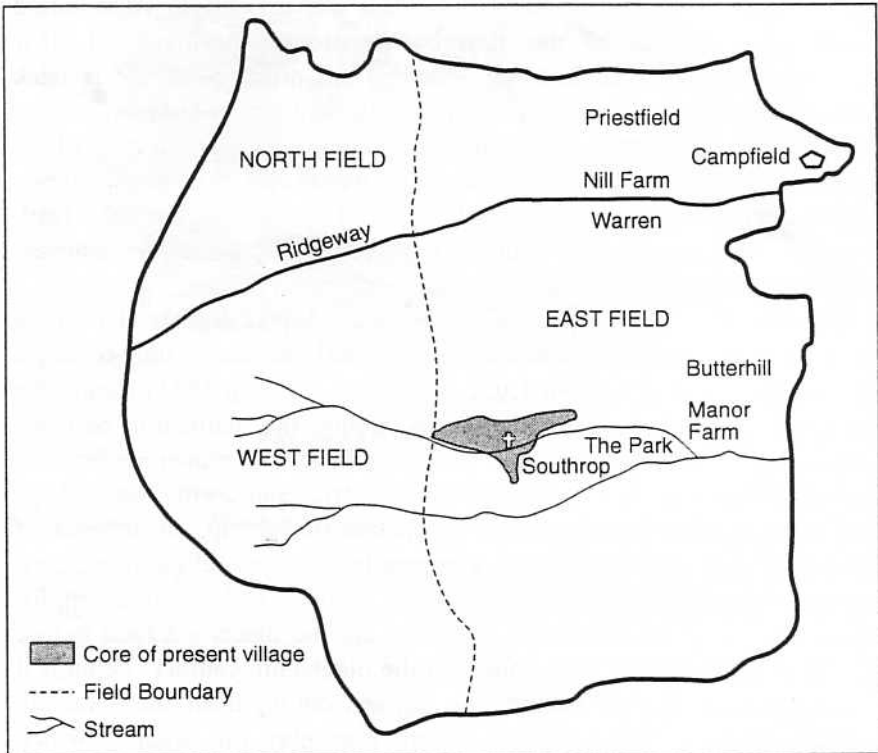 Priestfield
Campfield
NORTH FIELD
Nill Farm
Ridgeway
Warren
EAST FIELD
Butterhill
Manor
Farm
The Park
WEST FIELD
Southrop
Core of present village
Field Boundary
Stream